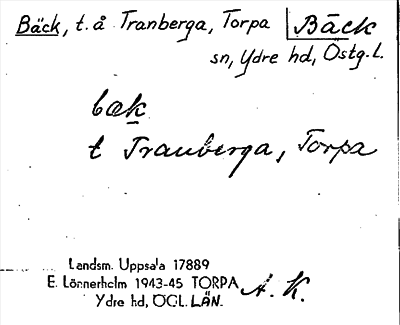 Bäck, t. å Tranberga, Torpa Bäck
sn, Ydre hd, Östg. L.
bæk
t Tranberga, Torpa
Landsm. Uppsala 17889
E. Lönnerholm 1943-45 TORPA A. K.
Ydre hd, ÖGL. LÄN.